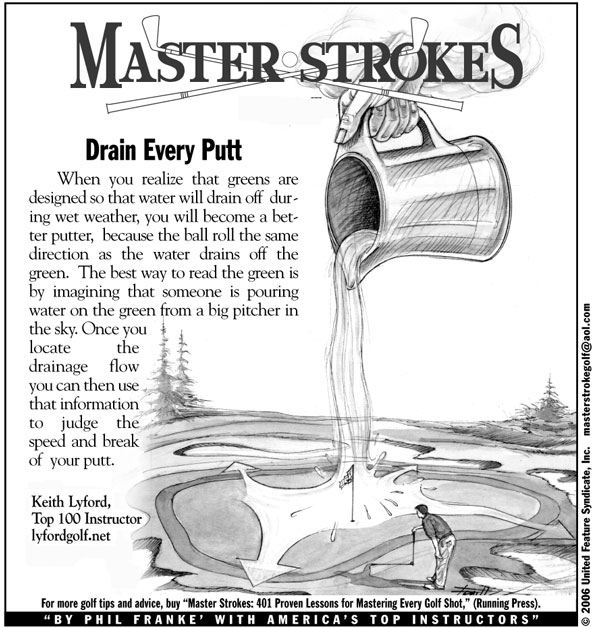 MASTER STROKES
Drain Every Putt
When you realize that greens are
designed so that water will drain off dur-
ing wet weather, you will become a bet-
ter putter, because the ball roll the same
direction as the water drains off the
green. The best way to read the green is
by imagining that someone is pouring
water on the green from a big pitcher in
the sky. Once you
locate the
drainage flow
you can then use
that information
to judge the
speed and break
of your putt.
Keith Lyford,
Top 100 Instructor
lyfordgolf.net
For more golf tips and advice, buy "Master Strokes: 401 Proven Lessons for Mastering Every Golf Shot," (Running Press).
"BY PHIL FRANKE' WITH AMERICA'S TOP INSTRUCTORS"
© 2006 United Feature Syndicate, Inc. masterstrokegolf@aol.com